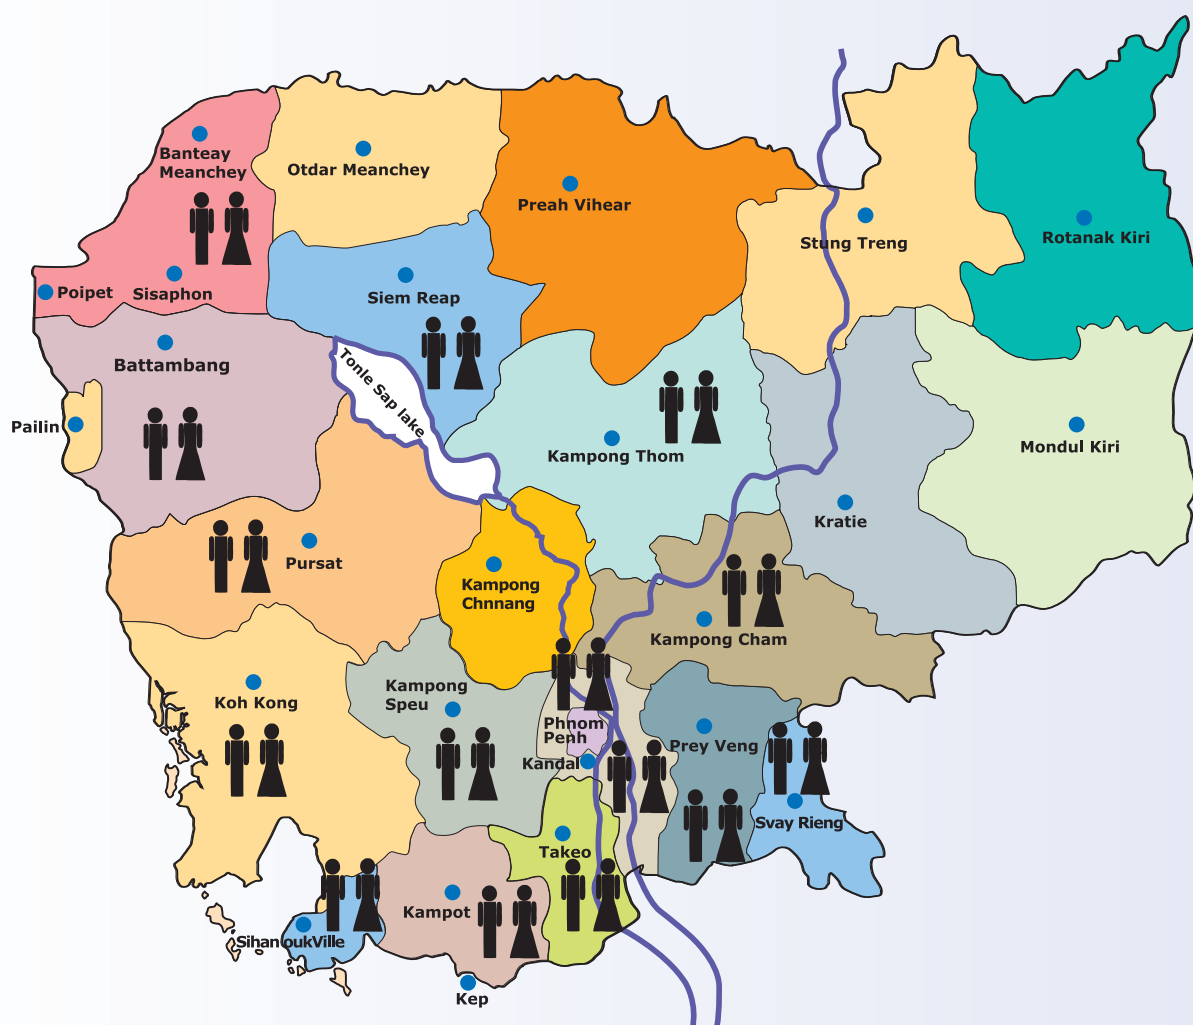 Banteay
Meanchey
Otdar Meanchey
Preah Vihear
Stung Treng
Rotanak Kiri
Poipet
Sisaphon
Siem Reap
Battambang
Tonle Sap lake
Pailin
Kampong Thom
Mondul Kiri
Kratie
Pursat
Kampong
Chnnang
Kampong Cham
Koh Kong
Kampong
Speu
Phnom
Penh
Prey Veng
Kandal
Svay Rieng
Takeo
Kampot
SihanoukVille
Kep